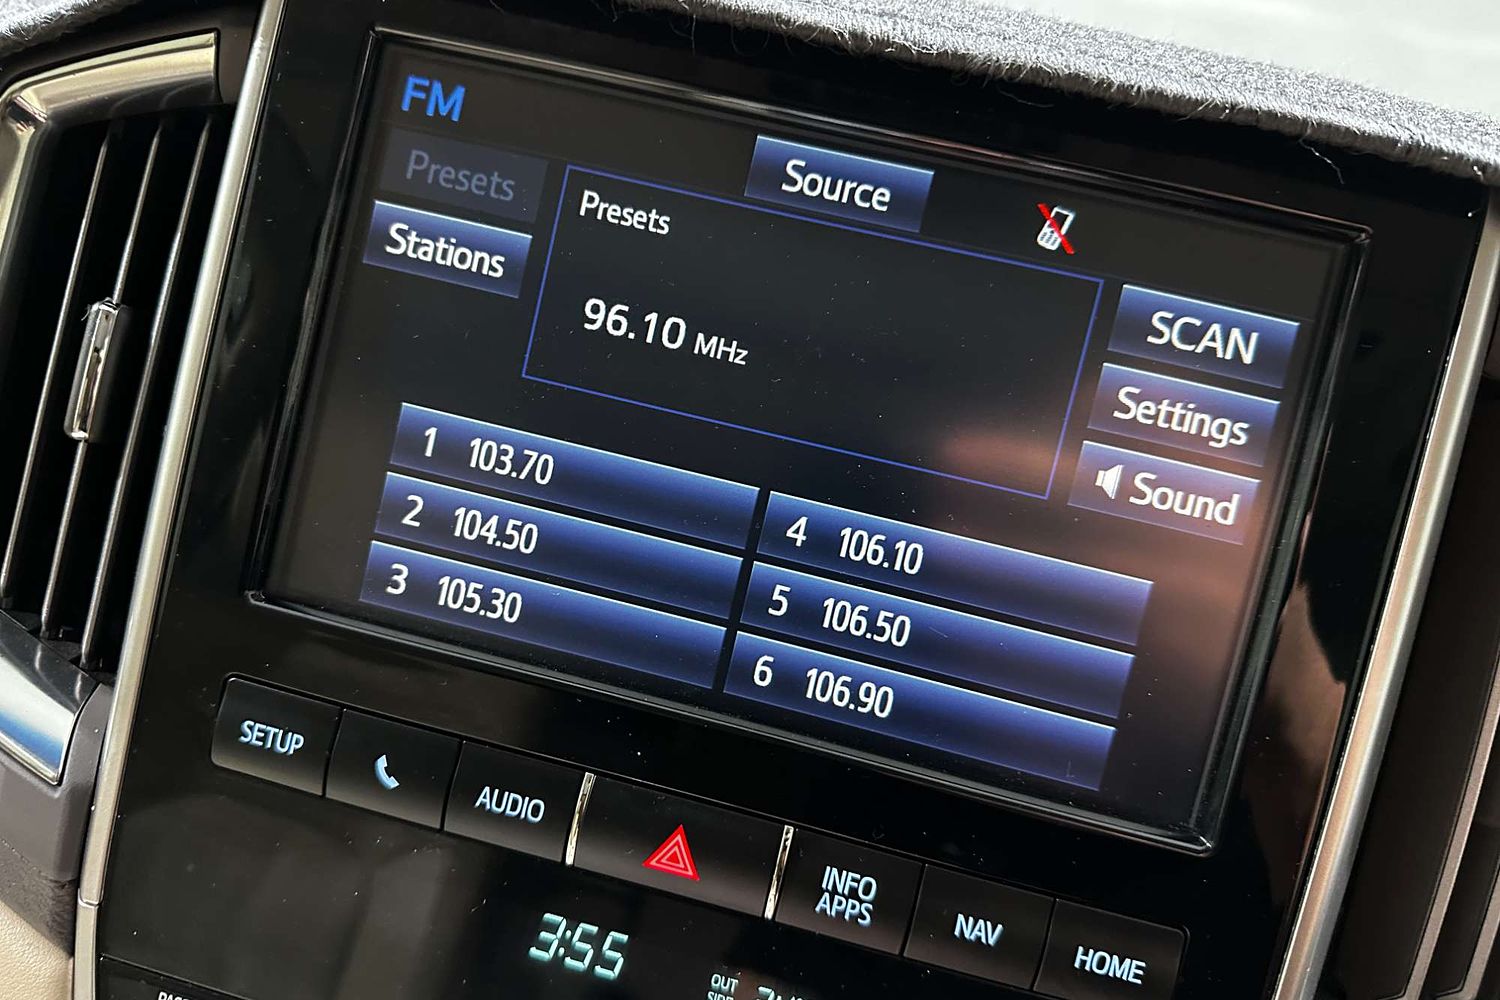 FM
Presets
Source
Stations
Presets
96.10 MHz
SCAN
Settings
Sound
1 103.70
2 104.50
3 105.30
4 106.10
5 106.50
6 106.90
SETUP
AUDIO
INFO
APPS
NAV
HOME
3:55
OUT